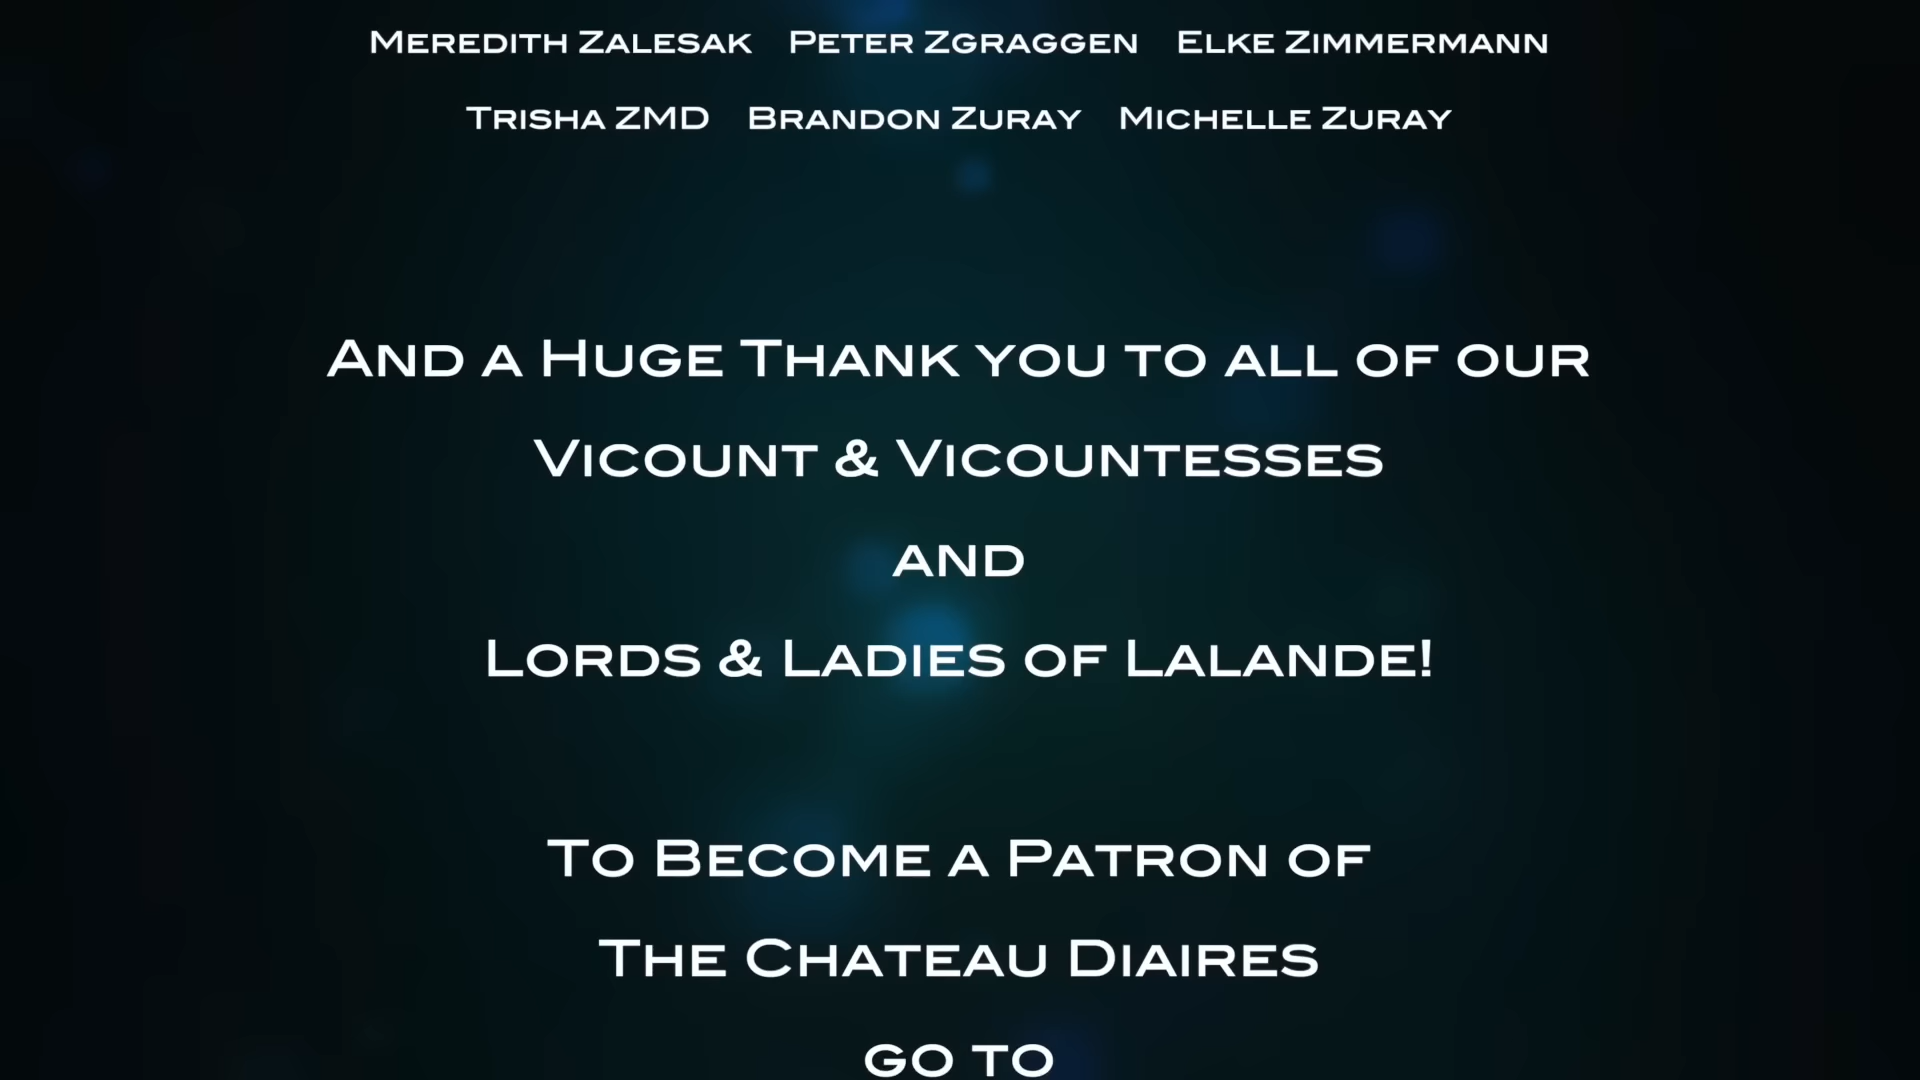 Meredith Zalesak Peter Zgraggen Elke Zimmermann
Trisha ZMD Brandon Zuray Michelle Zuray
And a Huge Thank you to all of our
Vicount & Vicountesses
and
Lords & Ladies of Lalande!
To Become a Patron of
The Chateau Diaires
go to